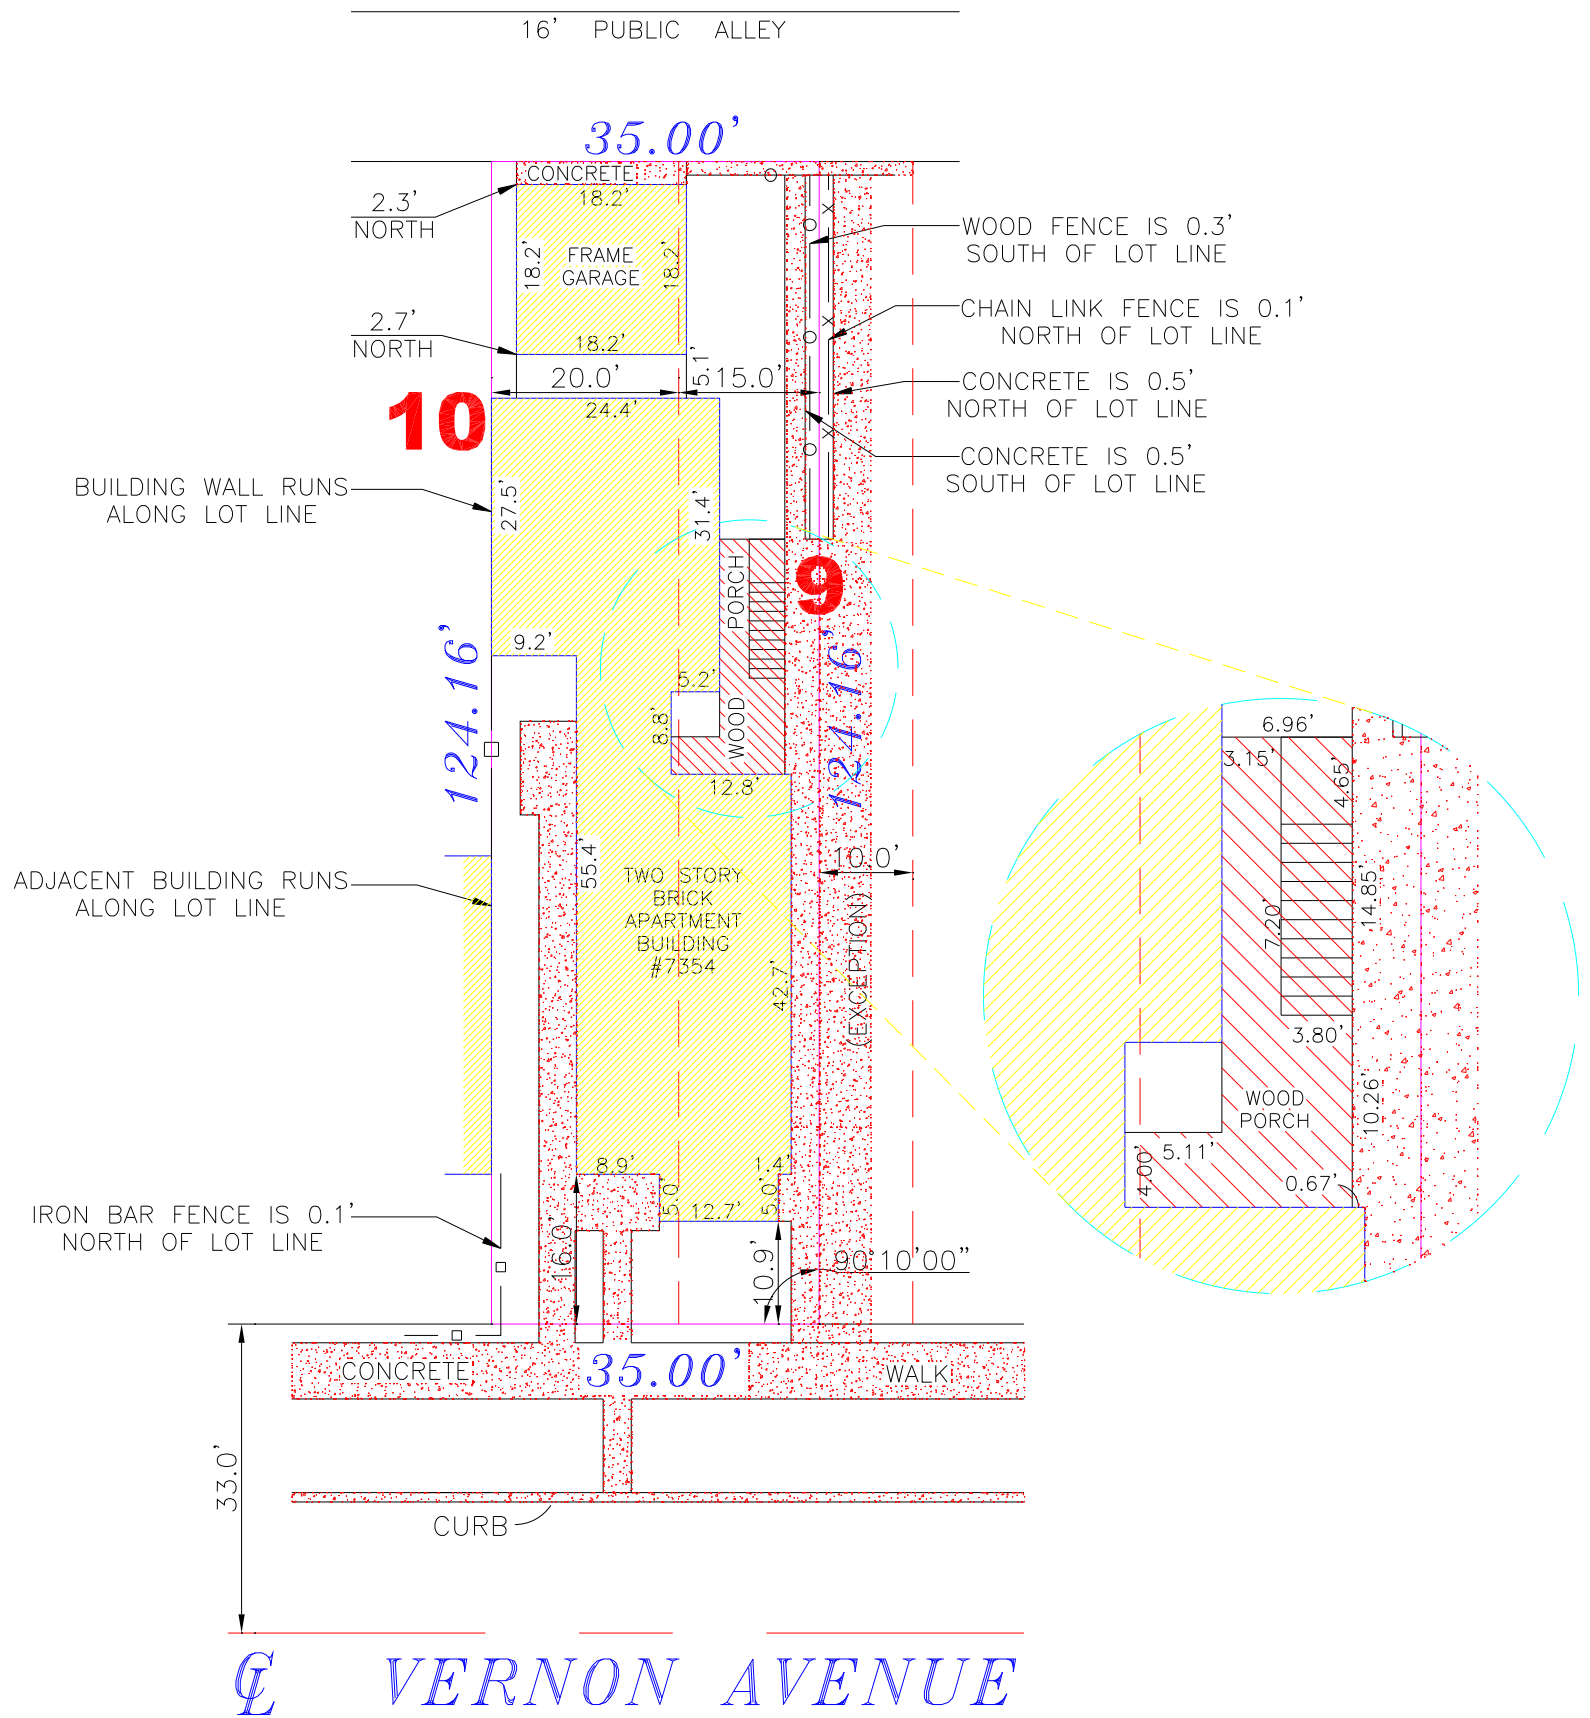 16' PUBLIC ALLEY
35.00'
CONCRETE
18.2'
2.3'
NORTH
18.2'
FRAME
GARAGE
18.2'
WOOD FENCE IS 0.3'
SOUTH OF LOT LINE
2.7'
NORTH
18.2'
CHAIN LINK FENCE IS 0.1'
NORTH OF LOT LINE
20.0'
5.1'
15.0'
CONCRETE IS 0.5'
NORTH OF LOT LINE
10
24.4'
CONCRETE IS 0.5'
SOUTH OF LOT LINE
BUILDING WALL RUNS
ALONG LOT LINE
27.5'
31.4'
WOOD PORCH
9
124.16'
9.2'
5.2'
8.8'
12.8'
124.16'
6.96'
3.15'
4.65'
14.85'
7.20'
3.80'
WOOD
PORCH
10.26'
5.11'
4.00'
0.67'
ADJACENT BUILDING RUNS
ALONG LOT LINE
55.4'
TWO STORY
BRICK
APARTMENT
BUILDING
#7354
42.7'
10.0'
(EXCEPTION)
8.9'
1.4'
5.0'
12.7'
5.0'
IRON BAR FENCE IS 0.1'
NORTH OF LOT LINE
16.0'
10.9'
90°10'00"
CONCRETE
35.00'
WALK
33.0'
CURB
℄ VERNON AVENUE